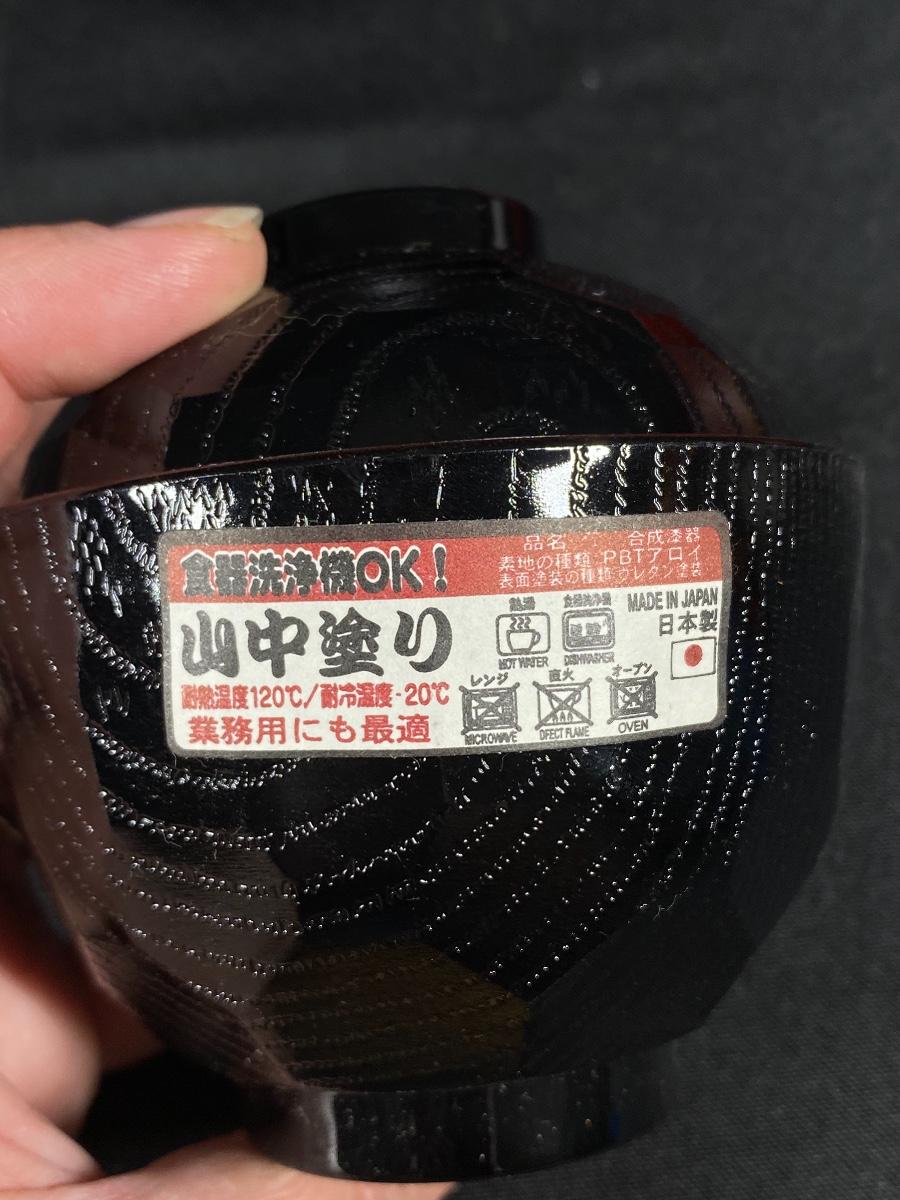 食器洗浄機OK!
品名 合成漆器
素地の種類 PBTアロイ
表面塗装の種類 ウレタン塗装
山中塗り
熱湯
HOT WATER
食器洗浄機
DISHWASHER
MADE IN JAPAN
日本製
耐熱温度120℃/耐冷温度-20℃
業務用にも最適
レンジ
MICROWAVE
直火
DFECT FLAME
オーブン
OVEN